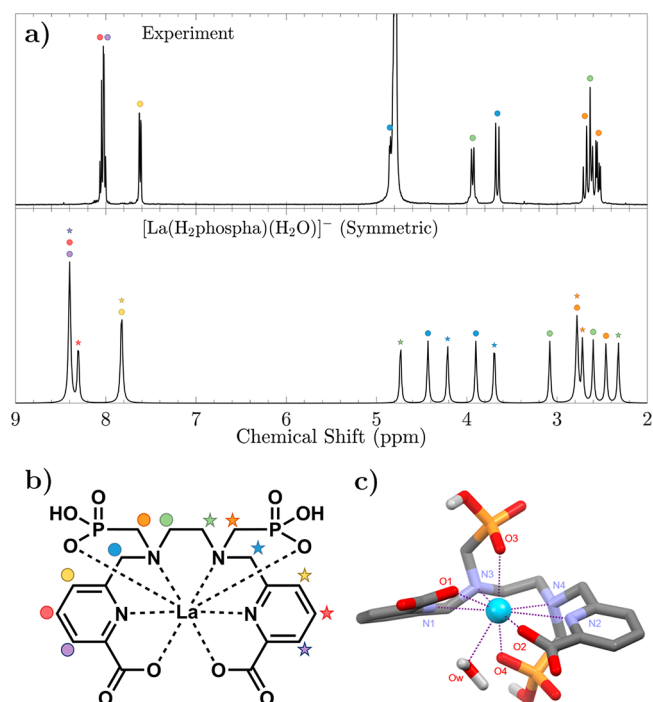 a)
Experiment
[La(H₂phospha)(H₂O)]⁻ (Symmetric)
9 8 7 6 5 4 3 2
Chemical Shift (ppm)
b)
O O
HO P P OH
O N N O
N La N
O O
O O
c)
O3
N3 N4
O1
N1 N2
O2
Ow O4